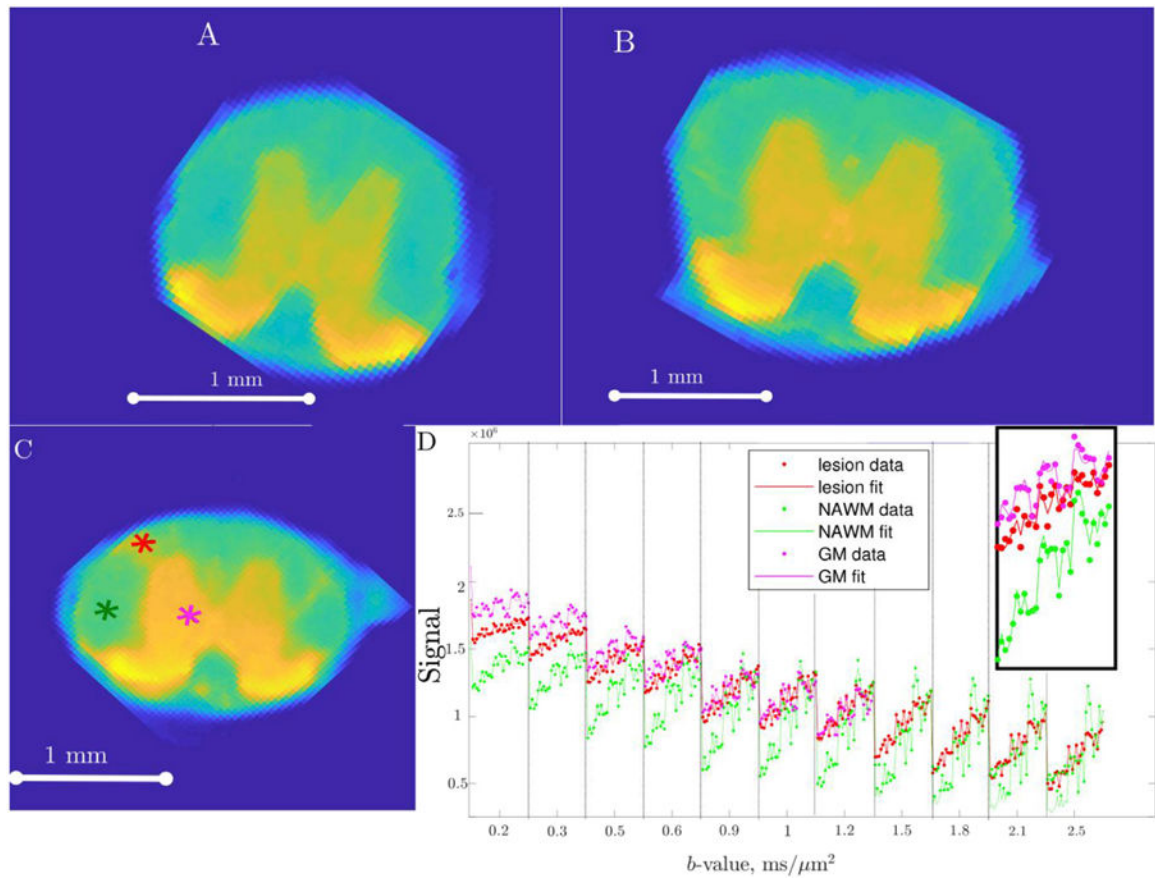 A
B
1 mm
1 mm
C
1 mm
D
×10⁶
2.5
2
1.5
1
0.5
Signal
lesion data
lesion fit
NAWM data
NAWM fit
GM data
GM fit
0.2 0.3 0.4 0.6 0.9 1 1.2 1.5 1.8 2.1 2.5
b-value, ms/μm²